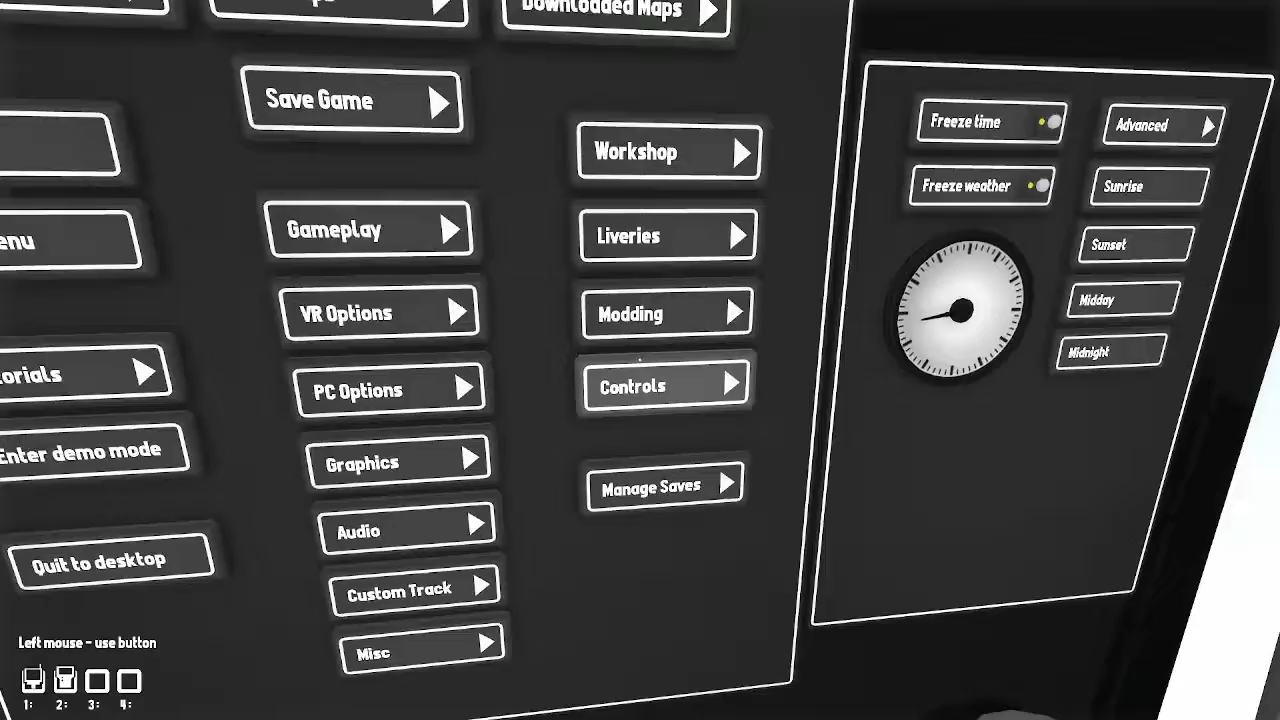 Downloaded Maps
Save Game
Workshop
Gameplay
Liveries
enu
VR Options
Modding
orials
PC Options
Controls
Enter demo mode
Graphics
Manage Saves
Audio
Quit to desktop
Custom Track
Misc
Freeze time
Advanced
Freeze weather
Sunrise
Sunset
Midday
Midnight
Left mouse - use button
1: 2: 3: 4: